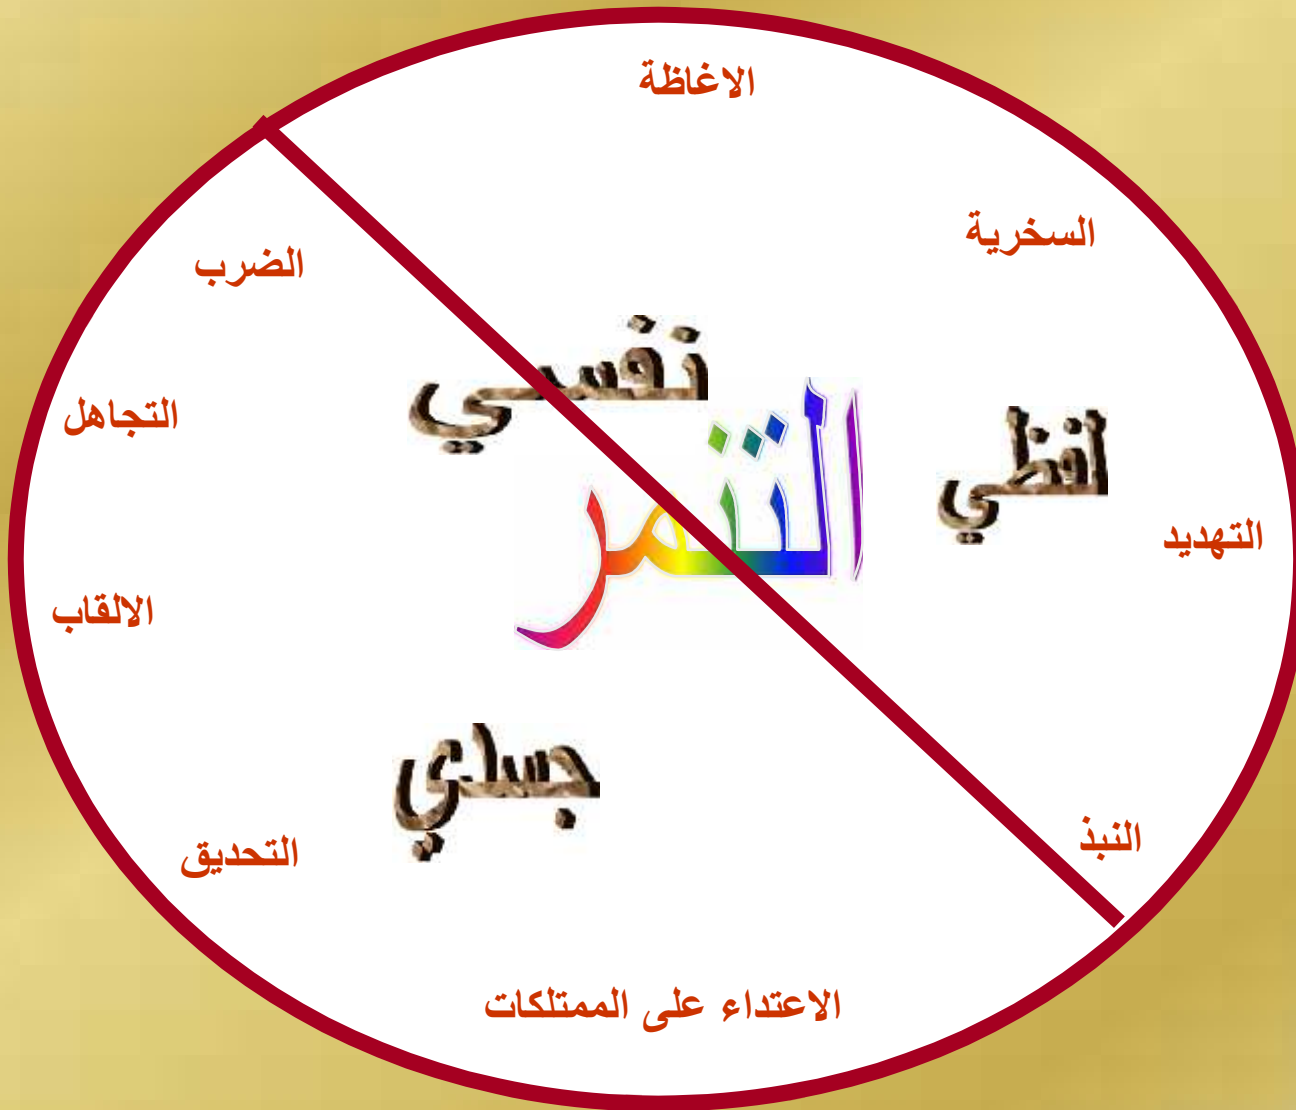 الاغاظة
السخرية
الضرب
نفسي
التجاهل
لفظي
التنمر
التهديد
الالقاب
جسدي
النبذ
التحديق
الاعتداء على الممتلكات